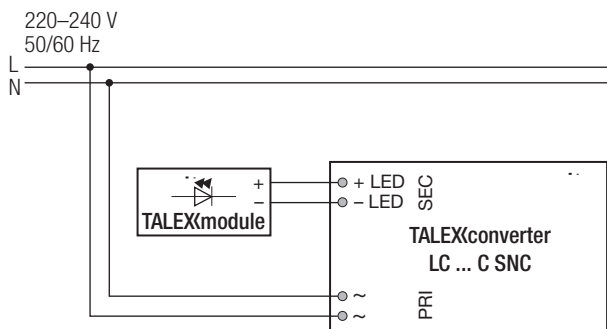 220–240 V
50/60 Hz
L
N
+
−
TALEXmodule
+ LED
− LED
SEC
TALEXconverter
LC ... C SNC
~
~
PRI